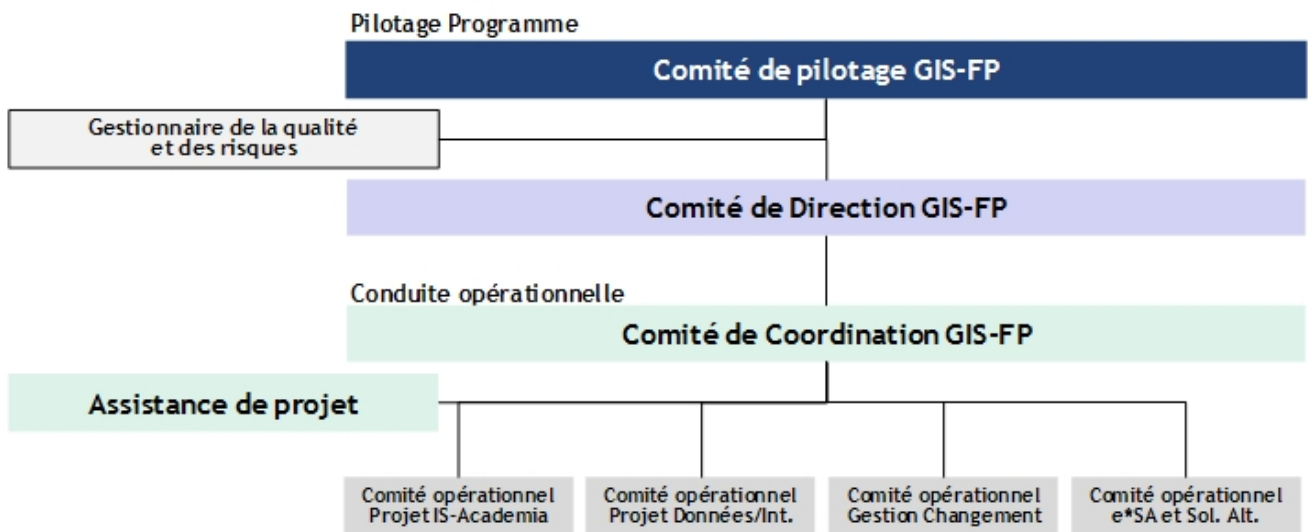 Pilotage Programme
Comité de pilotage GIS-FP
Gestionnaire de la qualité
et des risques
Comité de Direction GIS-FP
Conduite opérationnelle
Comité de Coordination GIS-FP
Assistance de projet
Comité opérationnel
Projet IS-Academia
Comité opérationnel
Projet Données/Int.
Comité opérationnel
Gestion Changement
Comité opérationnel
e*SA et Sol. Alt.